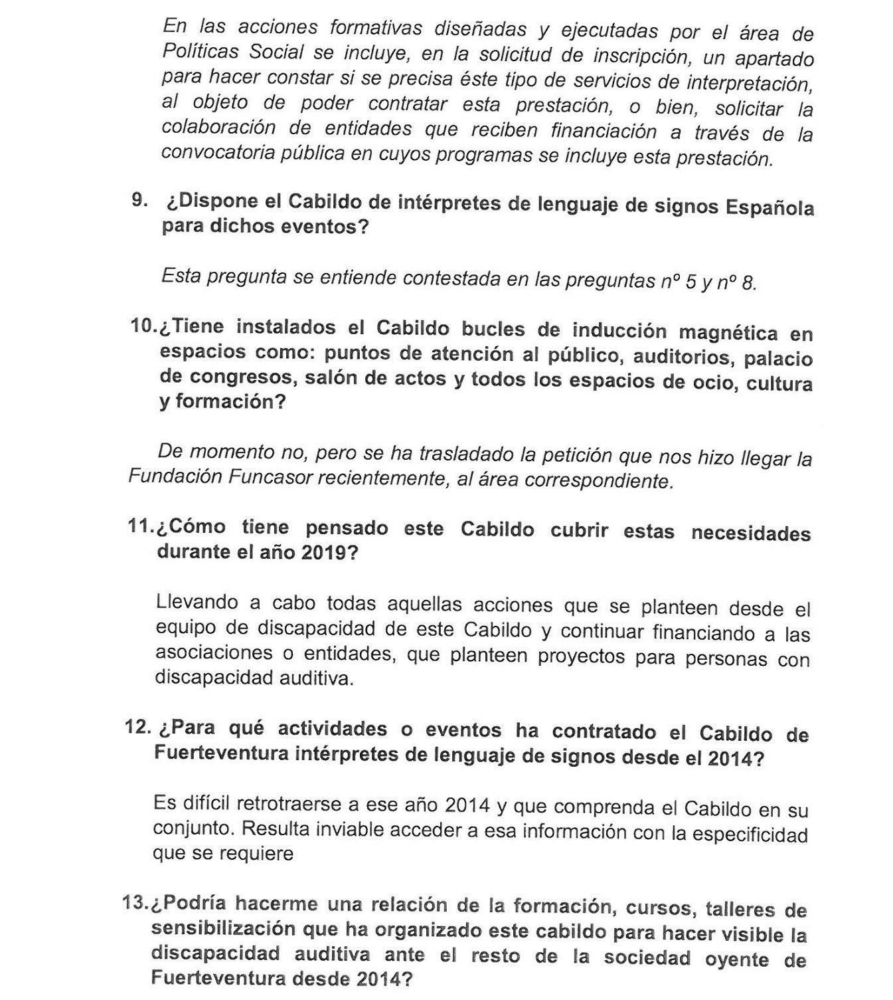 En las acciones formativas diseñadas y ejecutadas por el área de
Políticas Social se incluye, en la solicitud de inscripción, un apartado
para hacer constar si se precisa éste tipo de servicios de interpretación,
al objeto de poder contratar esta prestación, o bien, solicitar la
colaboración de entidades que reciben financiación a través de la
convocatoria pública en cuyos programas se incluye esta prestación.
9. ¿Dispone el Cabildo de intérpretes de lenguaje de signos Española
para dichos eventos?
Esta pregunta se entiende contestada en las preguntas nº 5 y nº 8.
10.¿Tiene instalados el Cabildo bucles de inducción magnética en
espacios como: puntos de atención al público, auditorios, palacio
de congresos, salón de actos y todos los espacios de ocio, cultura
y formación?
De momento no, pero se ha trasladado la petición que nos hizo llegar la
Fundación Funcasor recientemente, al área correspondiente.
11.¿Cómo tiene pensado este Cabildo cubrir estas necesidades
durante el año 2019?
Llevando a cabo todas aquellas acciones que se planteen desde el
equipo de discapacidad de este Cabildo y continuar financiando a las
asociaciones o entidades, que planteen proyectos para personas con
discapacidad auditiva.
12. ¿Para qué actividades o eventos ha contratado el Cabildo de
Fuerteventura intérpretes de lenguaje de signos desde el 2014?
Es difícil retrotraerse a ese año 2014 y que comprenda el Cabildo en su
conjunto. Resulta inviable acceder a esa información con la especificidad
que se requiere
13.¿Podría hacerme una relación de la formación, cursos, talleres de
sensibilización que ha organizado este cabildo para hacer visible la
discapacidad auditiva ante el resto de la sociedad oyente de
Fuerteventura desde 2014?